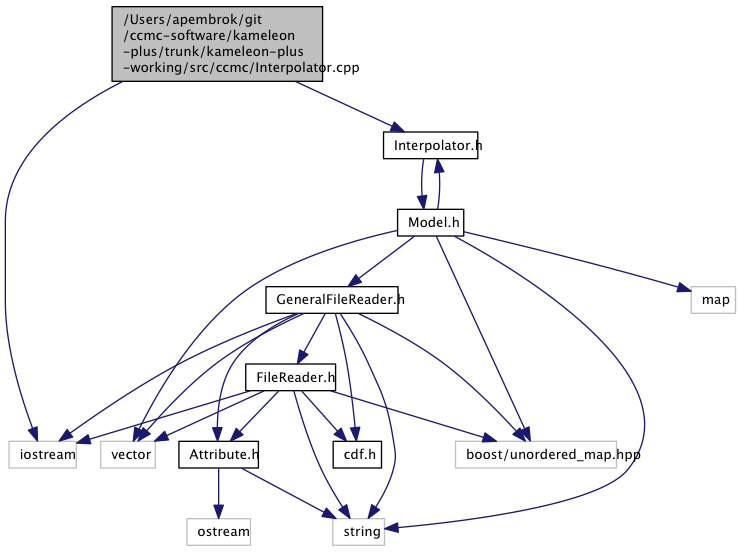 /Users/apembrok/git
/ccmc-software/kameleon
-plus/trunk/kameleon-plus
-working/src/ccmc/Interpolator.cpp
Interpolator.h
Model.h
GeneralFileReader.h
map
FileReader.h
iostream
vector
Attribute.h
cdf.h
boost/unordered_map.hpp
ostream
string